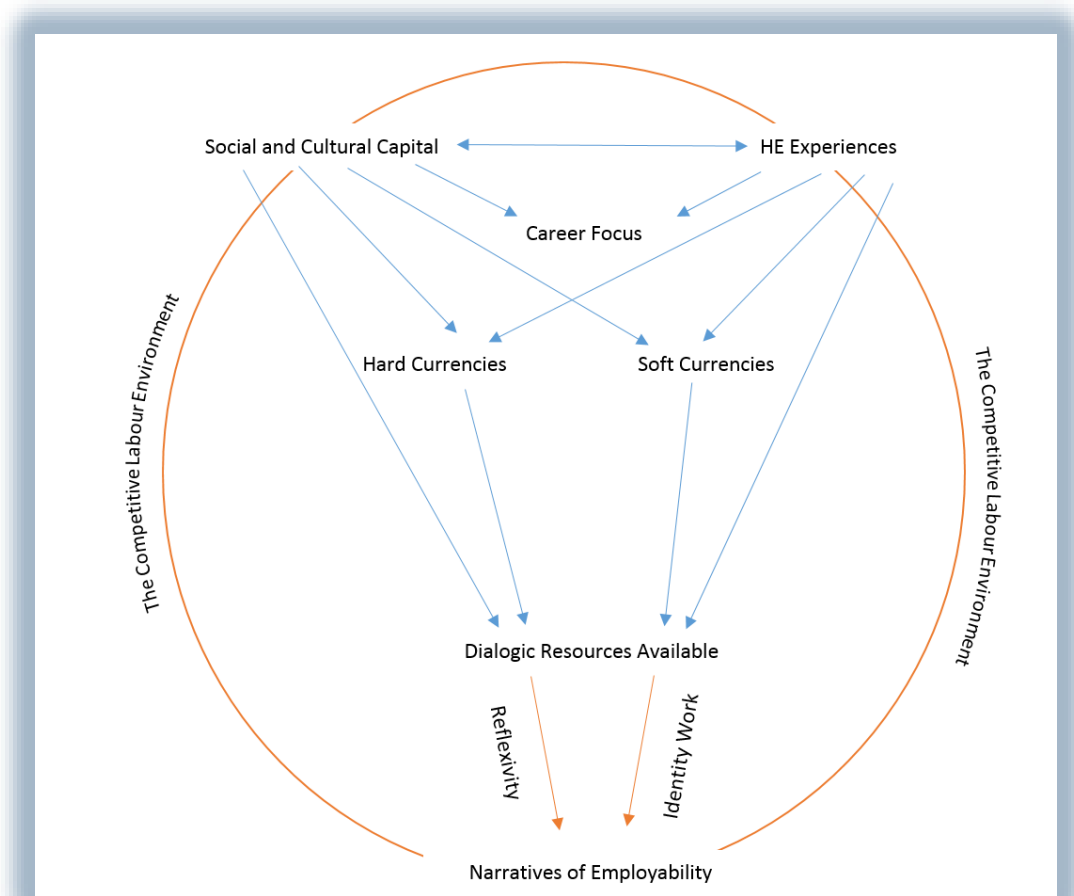 Social and Cultural Capital
HE Experiences
Career Focus
The Competitive Labour Environment
The Competitive Labour Environment
Hard Currencies
Soft Currencies
Dialogic Resources Available
Reflexivity
Identity Work
Narratives of Employability